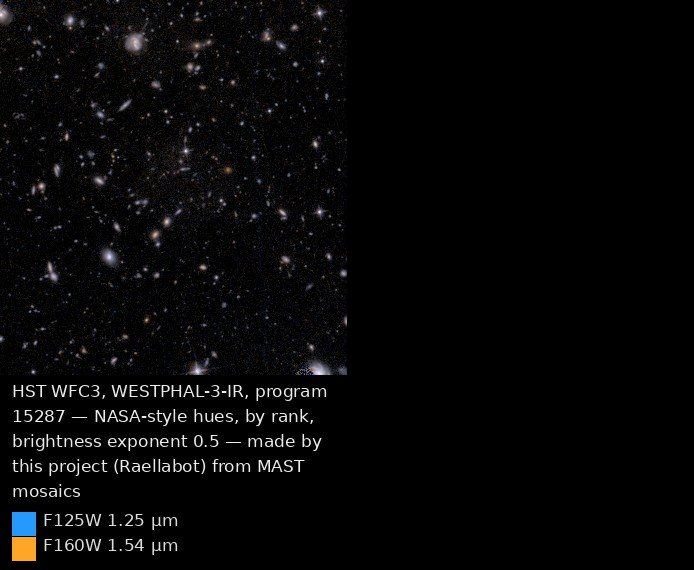 HST WFC3, WESTPHAL-3-IR, program
15287 — NASA-style hues, by rank,
brightness exponent 0.5 — made by
this project (Raellabot) from MAST
mosaics
F125W 1.25 µm
F160W 1.54 µm